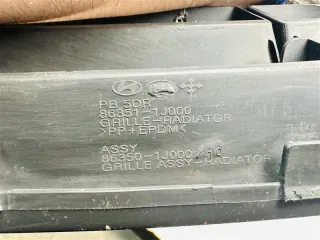 PB 5DR
86351-1J000
GRILLE-RADIATOR
>PP+EPDM<
ASSY
86350-1J000/
GRILLE ASSY-RADIATOR